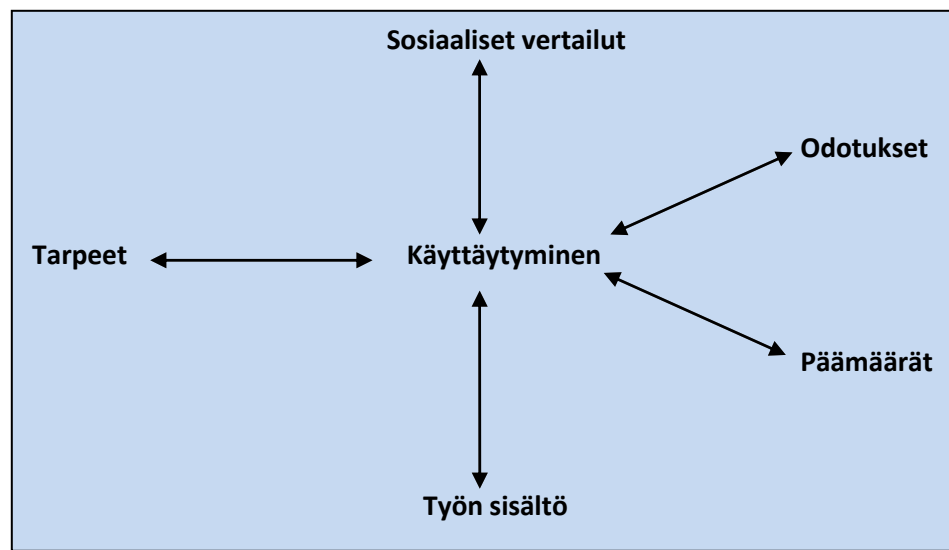 Sosiaaliset vertailut
Odotukset
Tarpeet
Käyttäytyminen
Päämäärät
Työn sisältö